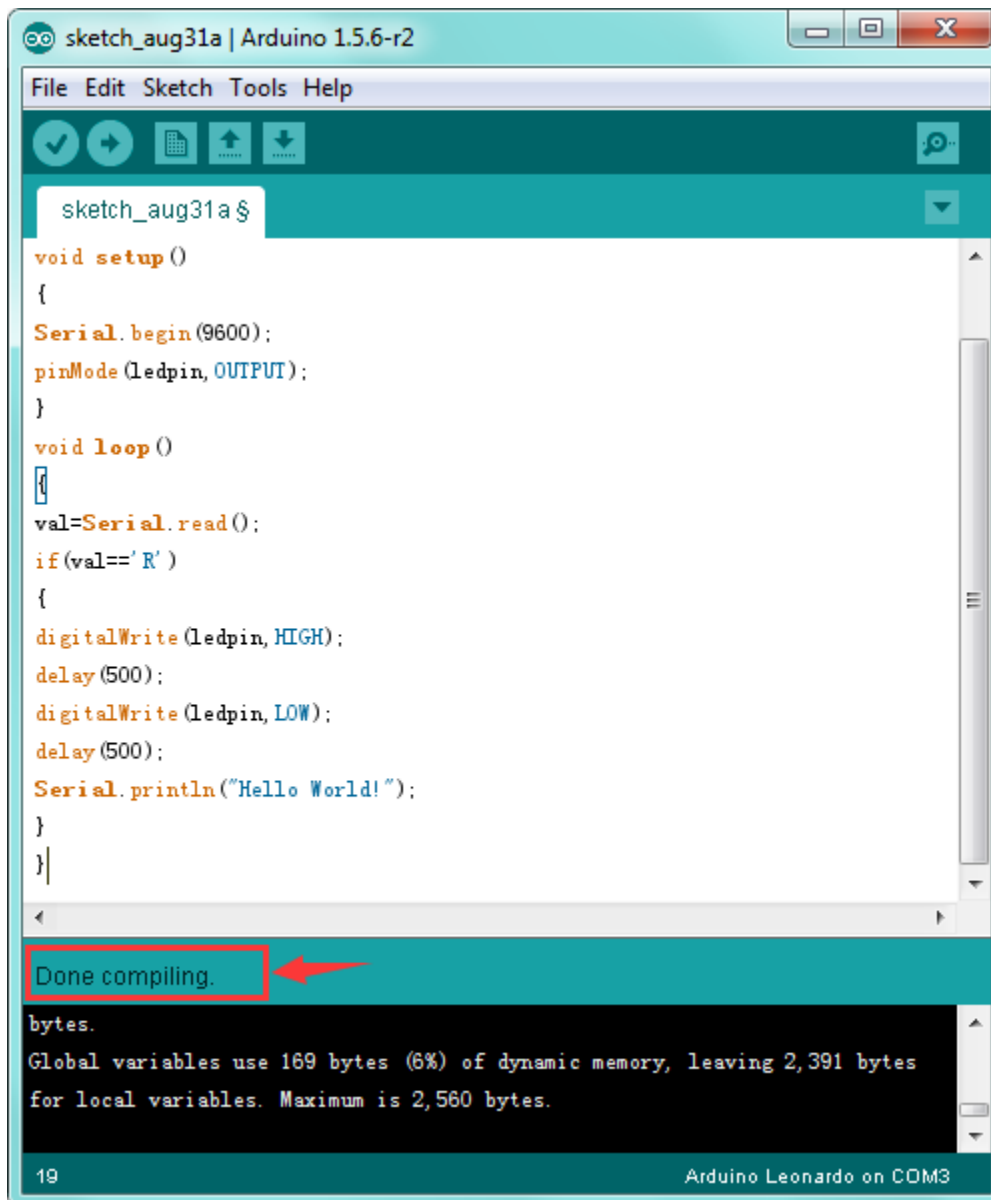 sketch_aug31a | Arduino 1.5.6-r2
File Edit Sketch Tools Help
sketch_aug31a §
void setup()
{
Serial.begin(9600);
pinMode(ledpin,OUTPUT);
}
void loop()
{
val=Serial.read();
if(val=='R')
{
digitalWrite(ledpin,HIGH);
delay(500);
digitalWrite(ledpin,LOW);
delay(500);
Serial.println("Hello World!");
}
}
Done compiling.
bytes.
Global variables use 169 bytes (6%) of dynamic memory, leaving 2,391 bytes
for local variables. Maximum is 2,560 bytes.
19 Arduino Leonardo on COM3